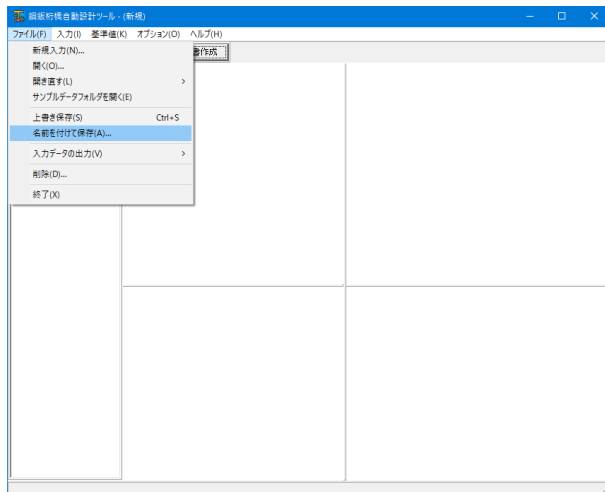 鋼鈑桁橋自動設計ツール - (新規)
ファイル(F) 入力(I) 基準値(K) オプション(O) ヘルプ(H)
新規入力(N)...
書作成
開く(O)...
開き直す(L)
サンプルデータフォルダを開く(E)
上書き保存(S) Ctrl+S
名前を付けて保存(A)...
入力データの出力(V)
削除(D)...
終了(X)